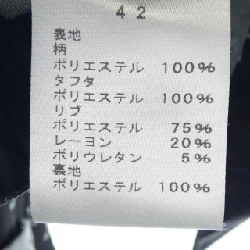 42
表地
柄
ポリエステル 100%
タフタ
ポリエステル 100%
リブ
ポリエステル 75%
レーヨン 20%
ポリウレタン 5%
裏地
ポリエステル 100%